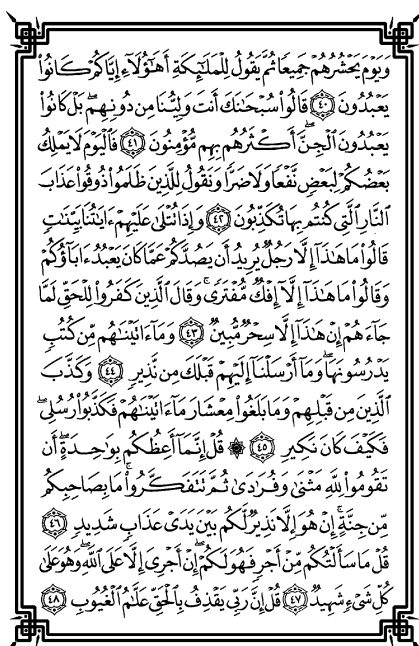 وَيَوْمَ يَحْشُرُهُمْ جَمِيعًا ثُمَّ يَقُولُ لِلْمَلَٰٓئِكَةِ أَهَٰٓؤُلَآءِ إِيَّاكُمْ كَانُوا۟
يَعْبُدُونَ ﴿٤٠﴾ قَالُوا۟ سُبْحَٰنَكَ أَنتَ وَلِيُّنَا مِن دُونِهِم ۖ بَلْ كَانُوا۟
يَعْبُدُونَ ٱلْجِنَّ ۖ أَكْثَرُهُم بِهِم مُّؤْمِنُونَ ﴿٤١﴾ فَٱلْيَوْمَ لَا يَمْلِكُ
بَعْضُكُمْ لِبَعْضٍ نَّفْعًا وَلَا ضَرًّا وَنَقُولُ لِلَّذِينَ ظَلَمُوا۟ ذُوقُوا۟ عَذَابَ
ٱلنَّارِ ٱلَّتِى كُنتُم بِهَا تُكَذِّبُونَ ﴿٤٢﴾ وَإِذَا تُتْلَىٰ عَلَيْهِمْ ءَايَٰتُنَا بَيِّنَٰتٍ
قَالُوا۟ مَا هَٰذَآ إِلَّا رَجُلٌ يُرِيدُ أَن يَصُدَّكُمْ عَمَّا كَانَ يَعْبُدُ ءَابَآؤُكُمْ
وَقَالُوا۟ مَا هَٰذَآ إِلَّآ إِفْكٌ مُّفْتَرًى ۚ وَقَالَ ٱلَّذِينَ كَفَرُوا۟ لِلْحَقِّ لَمَّا
جَآءَهُمْ إِنْ هَٰذَآ إِلَّا سِحْرٌ مُّبِينٌ ﴿٤٣﴾ وَمَآ ءَاتَيْنَٰهُم مِّن كُتُبٍ
يَدْرُسُونَهَا ۖ وَمَآ أَرْسَلْنَآ إِلَيْهِمْ قَبْلَكَ مِن نَّذِيرٍ ﴿٤٤﴾ وَكَذَّبَ
ٱلَّذِينَ مِن قَبْلِهِمْ وَمَا بَلَغُوا۟ مِعْشَارَ مَآ ءَاتَيْنَٰهُمْ فَكَذَّبُوا۟ رُسُلِى ۖ
فَكَيْفَ كَانَ نَكِيرِ ﴿٤٥﴾ ۞ قُلْ إِنَّمَآ أَعِظُكُم بِوَٰحِدَةٍ ۖ أَن
تَقُومُوا۟ لِلَّهِ مَثْنَىٰ وَفُرَٰدَىٰ ثُمَّ تَتَفَكَّرُوا۟ ۚ مَا بِصَاحِبِكُم
مِّن جِنَّةٍ ۚ إِنْ هُوَ إِلَّا نَذِيرٌ لَّكُم بَيْنَ يَدَىْ عَذَابٍ شَدِيدٍ ﴿٤٦﴾
قُلْ مَا سَأَلْتُكُم مِّنْ أَجْرٍ فَهُوَ لَكُمْ ۖ إِنْ أَجْرِىَ إِلَّا عَلَى ٱللَّهِ ۖ وَهُوَ عَلَىٰ
كُلِّ شَىْءٍ شَهِيدٌ ﴿٤٧﴾ قُلْ إِنَّ رَبِّى يَقْذِفُ بِٱلْحَقِّ عَلَّٰمُ ٱلْغُيُوبِ ﴿٤٨﴾